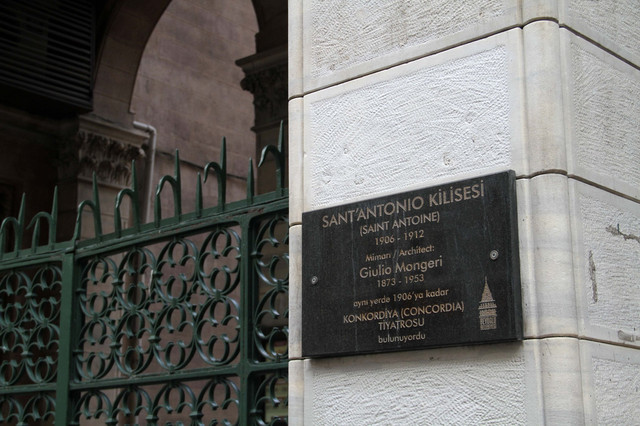 SANT'ANTONIO KİLİSESİ
(SAINT ANTOINE)
1906 - 1912
Mimarı / Architect:
Giulio Mongeri
1873 - 1953
aynı yerde 1906'ya kadar
KONKORDİYA (CONCORDIA)
TİYATROSU
bulunuyordu